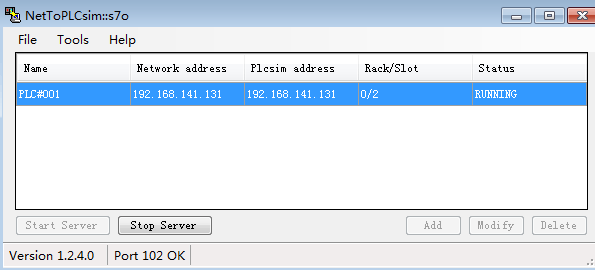 NetToPLCsim::s7o
File Tools Help
Name Network address Plcsim address Rack/Slot Status
PLC#001 192.168.141.131 192.168.141.131 0/2 RUNNING
Start Server Stop Server Add Modify Delete
Version 1.2.4.0 Port 102 OK